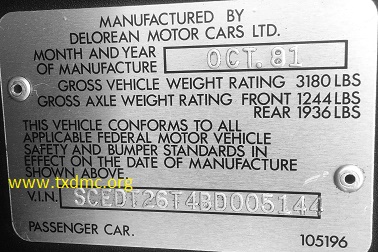 MANUFACTURED BY
DELOREAN MOTOR CARS LTD.
MONTH AND YEAR
OF MANUFACTURE OCT. 81
GROSS VEHICLE WEIGHT RATING 3180 LBS
GROSS AXLE WEIGHT RATING FRONT 1244 LBS
REAR 1936 LBS
THIS VEHICLE CONFORMS TO ALL
APPLICABLE FEDERAL MOTOR VEHICLE
SAFETY AND BUMPER STANDARDS IN
EFFECT ON THE DATE OF MANUFACTURE
SHOWN ABOVE.
www.txdmc.org
V.I.N. SCEDT26T4BD005144
PASSENGER CAR. 105196